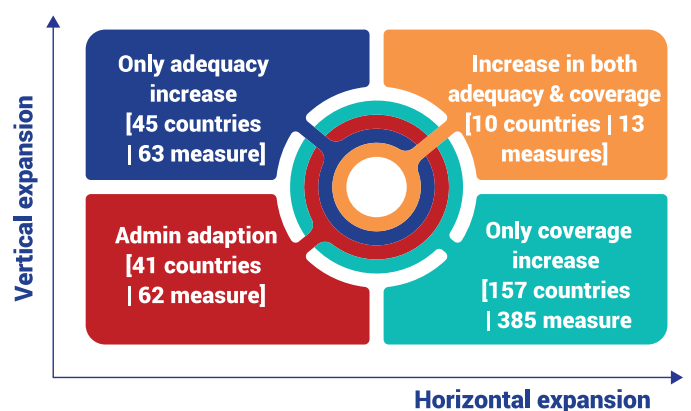 Only adequacy
increase
[45 countries
| 63 measure]
Increase in both
adequacy & coverage
[10 countries | 13
measures]
Admin adaption
[41 countries
| 62 measure]
Only coverage
increase
[157 countries
| 385 measure
Vertical expansion
Horizontal expansion